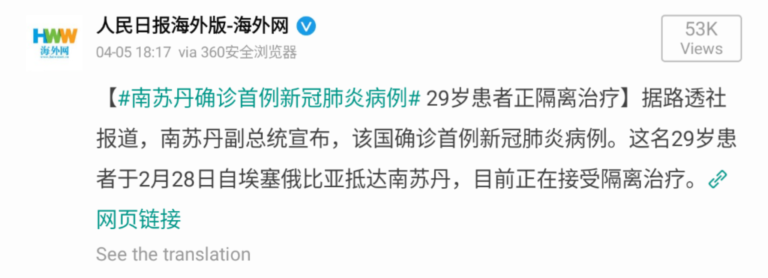 HWW
海外网
人民日报海外版-海外网
04-05 18:17 via 360安全浏览器
53K
Views
【#南苏丹确诊首例新冠肺炎病例# 29岁患者正隔离治疗】据路透社
报道，南苏丹副总统宣布，该国确诊首例新冠肺炎病例。这名29岁患
者于2月28日自埃塞俄比亚抵达南苏丹，目前正在接受隔离治疗。
网页链接
See the translation